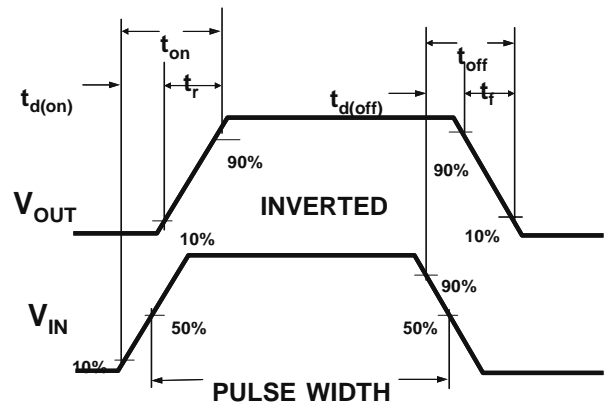 t_on
t_off
t_d(on)
t_r
t_d(off)
t_f
90%
90%
V_OUT
INVERTED
10%
10%
90%
V_IN
50%
50%
10%
PULSE WIDTH